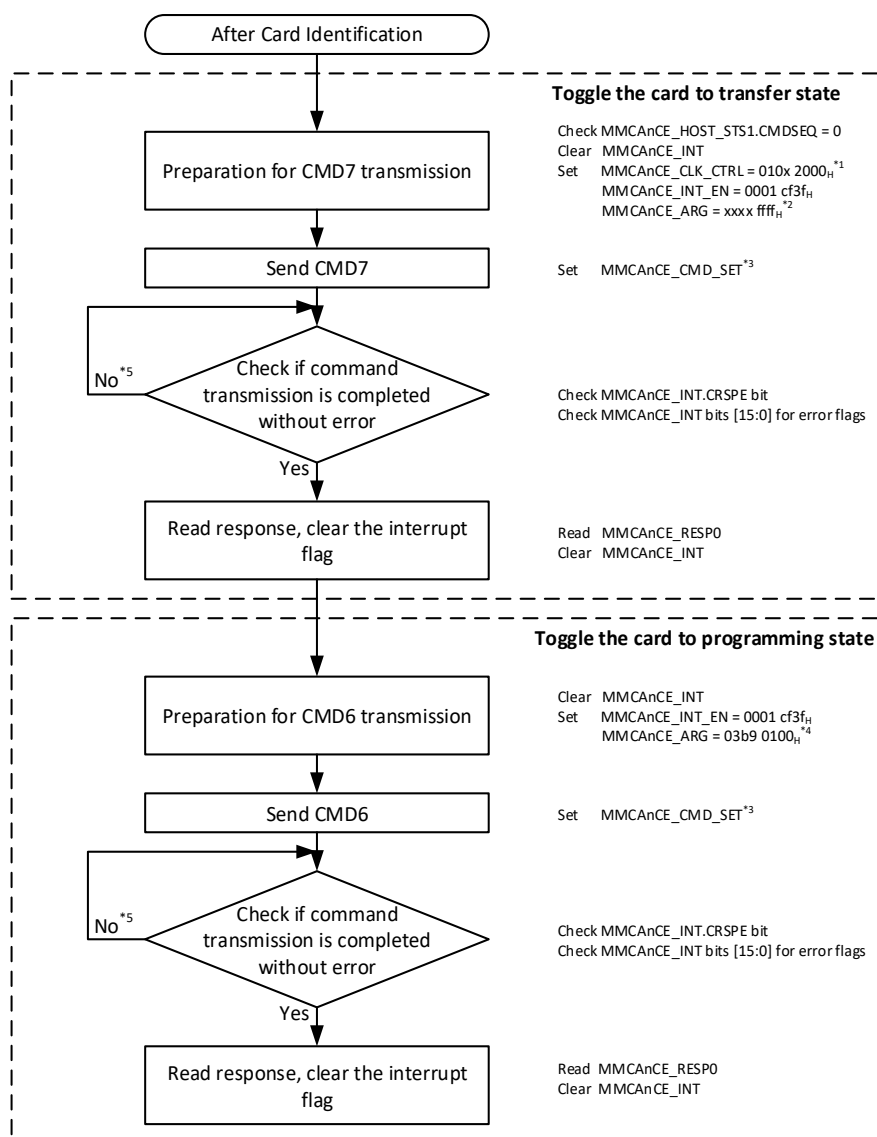 After Card Identification
Toggle the card to transfer state
Preparation for CMD7 transmission
Check MMCAnCE_HOST_STS1.CMDSEQ = 0
Clear MMCAnCE_INT
Set MMCAnCE_CLK_CTRL = 010x 2000H*1
MMCAnCE_INT_EN = 0001 cf3fH
MMCAnCE_ARG = xxxx ffffH*2
Send CMD7
Set MMCAnCE_CMD_SET*3
No*5
Check if command
transmission is completed
without error
Check MMCAnCE_INT.CRSPE bit
Check MMCAnCE_INT bits [15:0] for error flags
Yes
Read response, clear the interrupt
flag
Read MMCAnCE_RESP0
Clear MMCAnCE_INT
Toggle the card to programming state
Preparation for CMD6 transmission
Clear MMCAnCE_INT
Set MMCAnCE_INT_EN = 0001 cf3fH
MMCAnCE_ARG = 03b9 0100H*4
Send CMD6
Set MMCAnCE_CMD_SET*3
No*5
Check if command
transmission is completed
without error
Check MMCAnCE_INT.CRSPE bit
Check MMCAnCE_INT bits [15:0] for error flags
Yes
Read response, clear the interrupt
flag
Read MMCAnCE_RESP0
Clear MMCAnCE_INT